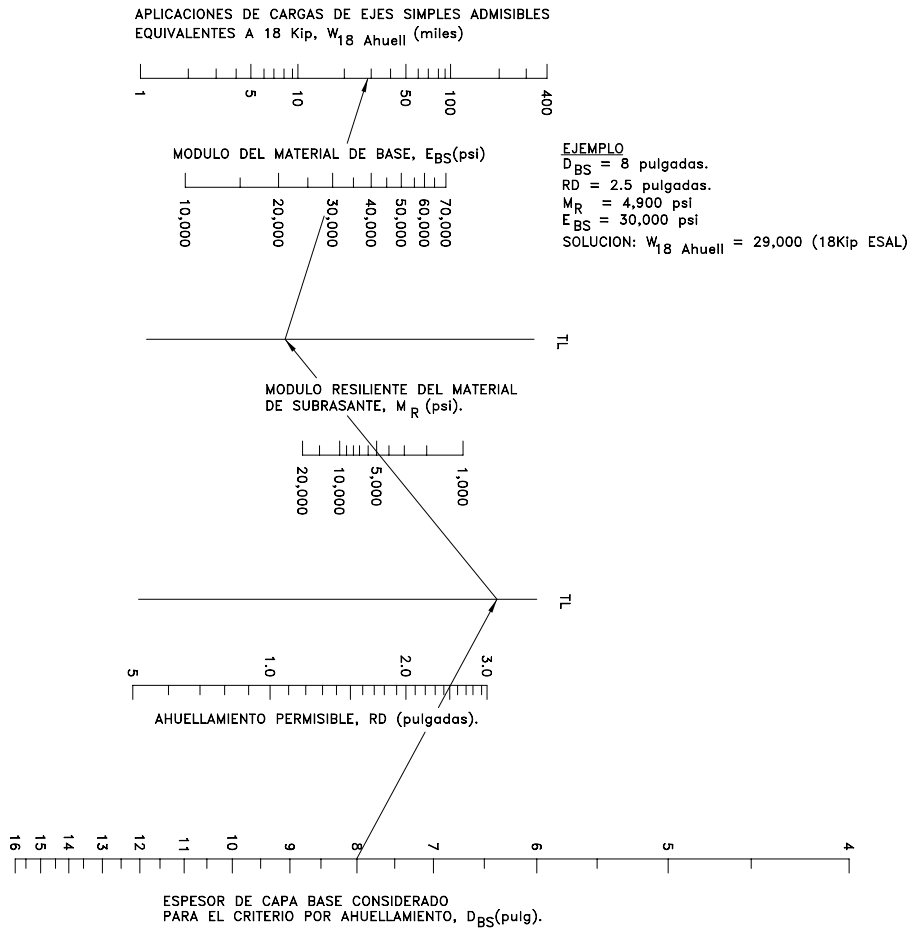 APLICACIONES DE CARGAS DE EJES SIMPLES ADMISIBLES
EQUIVALENTES A 18 Kip, W18 Ahuell (miles)
1 5 10 50 100 400
MODULO DEL MATERIAL DE BASE, EBS(psi)
10,000 20,000 30,000 40,000 50,000 60,000 70,000
EJEMPLO
DBS = 8 pulgadas.
RD = 2.5 pulgadas.
MR = 4,900 psi
EBS = 30,000 psi
SOLUCION: W18 Ahuell = 29,000 (18Kip ESAL)
TL
MODULO RESILIENTE DEL MATERIAL
DE SUBRASANTE, MR (psi).
20,000 10,000 5,000 1,000
TL
5 1.0 2.0 3.0
AHUELLAMIENTO PERMISIBLE, RD (pulgadas).
16 15 14 13 12 11 10 9 8 7 6 5 4
ESPESOR DE CAPA BASE CONSIDERADO
PARA EL CRITERIO POR AHUELLAMIENTO, DBS(pulg).